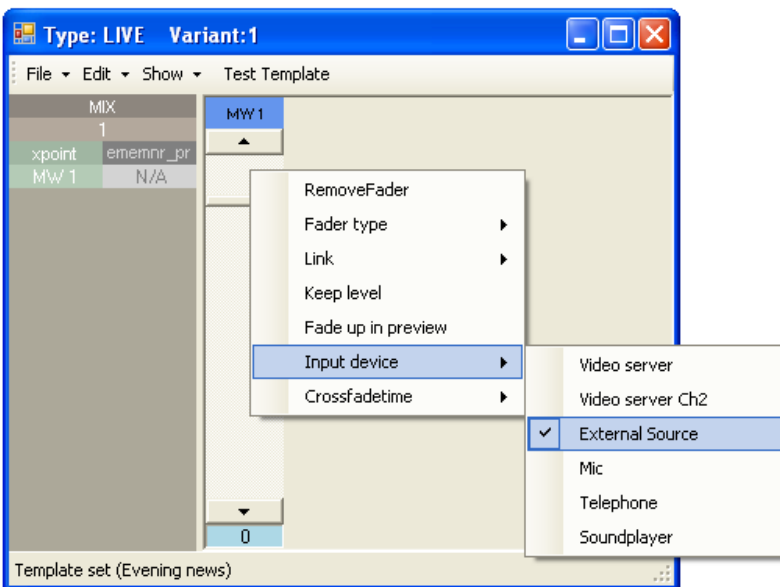 Type: LIVE Variant:1
File Edit Show Test Template
MIX
1
xpoint ememnr_pr
MW 1 N/A
MW 1
RemoveFader
Fader type
Link
Keep level
Fade up in preview
Input device
Crossfadetime
Video server
Video server Ch2
External Source
Mic
Telephone
Soundplayer
0
Template set (Evening news)